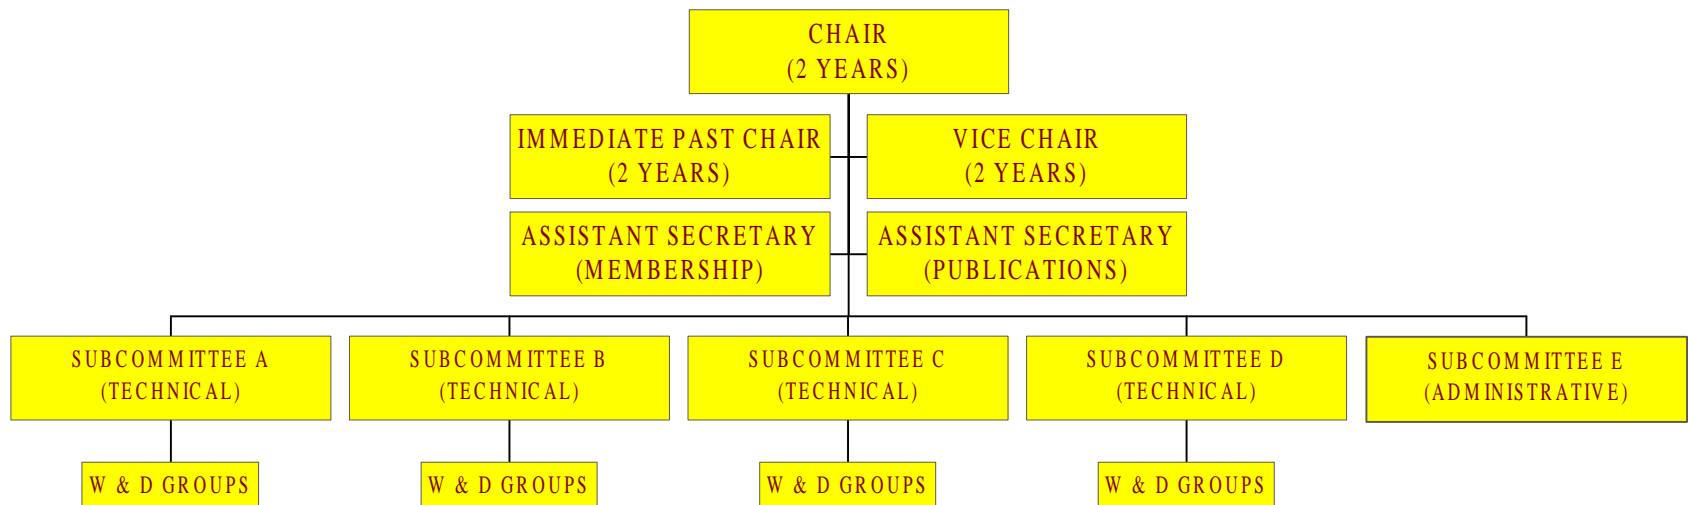 CHAIR
(2 YEARS)
IMMEDIATE PAST CHAIR
(2 YEARS)
VICE CHAIR
(2 YEARS)
ASSISTANT SECRETARY
(MEMBERSHIP)
ASSISTANT SECRETARY
(PUBLICATIONS)
SUBCOMMITTEE A
(TECHNICAL)
SUBCOMMITTEE B
(TECHNICAL)
SUBCOMMITTEE C
(TECHNICAL)
SUBCOMMITTEE D
(TECHNICAL)
SUBCOMMITTEE E
(ADMINISTRATIVE)
W & D GROUPS
W & D GROUPS
W & D GROUPS
W & D GROUPS